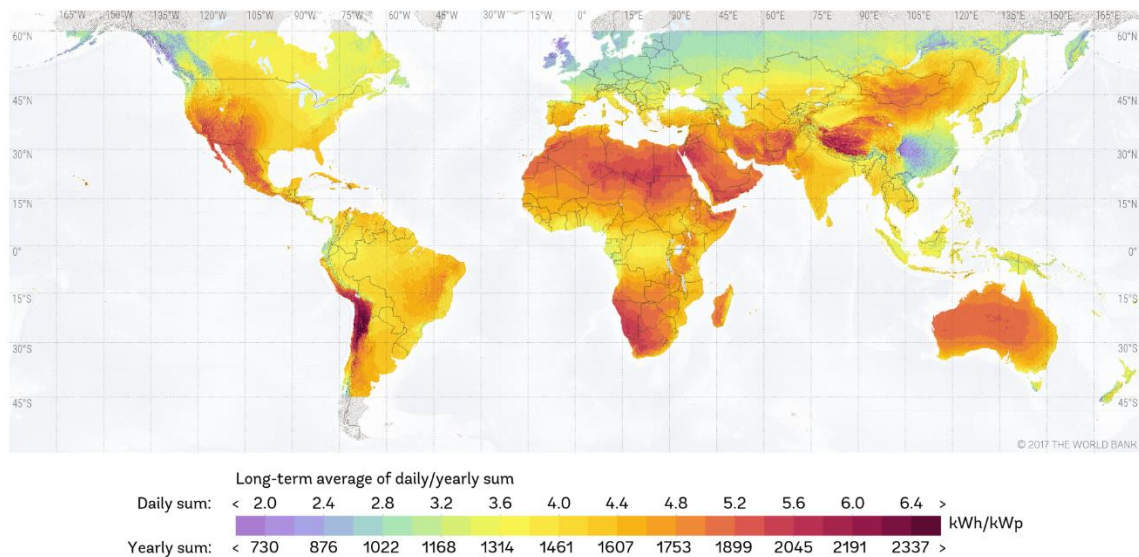 165°W 150°W 135°W 120°W 105°W 90°W 75°W 60°W 45°W 30°W 15°W 0° 15°E 30°E 45°E 60°E 75°E 90°E 105°E 120°E 135°E 150°E 165°E
60°N 60°N
45°N 45°N
30°N 30°N
15°N 15°N
0° 0°
15°S 15°S
30°S 30°S
45°S 45°S
© 2017 THE WORLD BANK
Long-term average of daily/yearly sum
Daily sum: < 2.0 2.4 2.8 3.2 3.6 4.0 4.4 4.8 5.2 5.6 6.0 6.4 >
kWh/kWp
Yearly sum: < 730 876 1022 1168 1314 1461 1607 1753 1899 2045 2191 2337 >